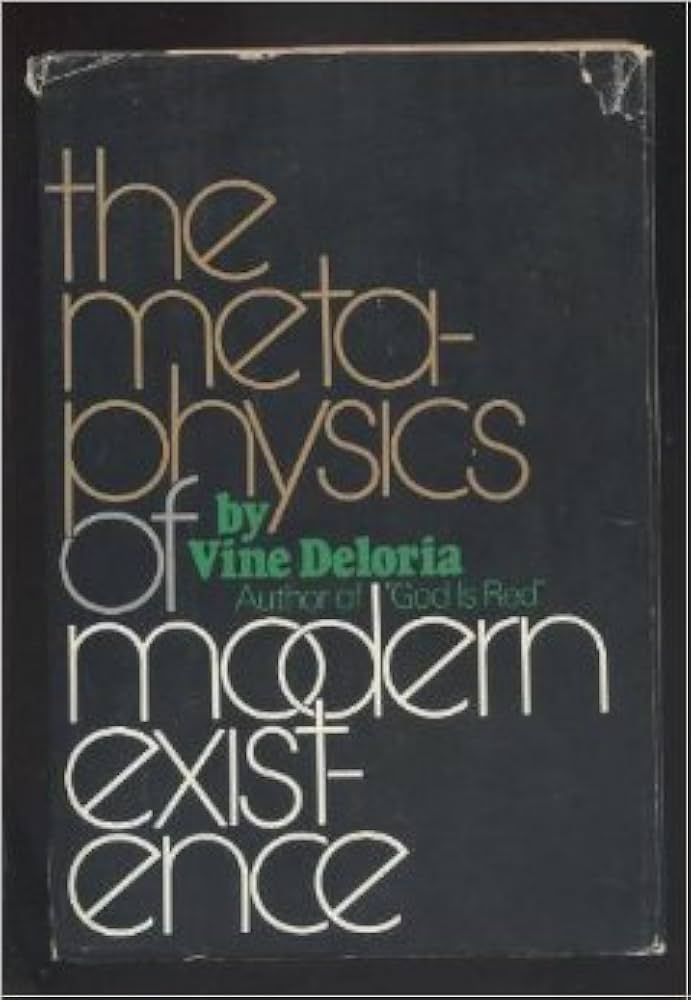 the
meta-
physics
of
by
Vine Deloria
Author of "God Is Red"
modern
exist-
ence